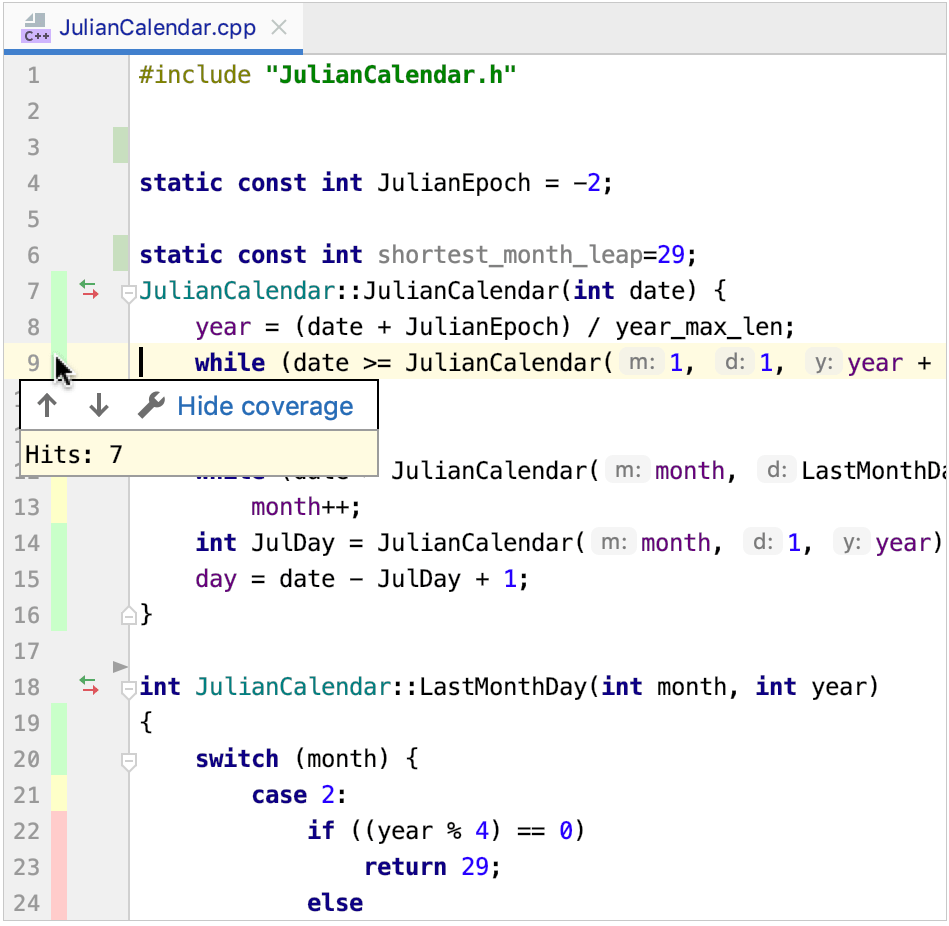 C++ JulianCalendar.cpp
1 #include "JulianCalendar.h"
2
3
4 static const int JulianEpoch = -2;
5
6 static const int shortest_month_leap=29;
7 JulianCalendar::JulianCalendar(int date) {
8 year = (date + JulianEpoch) / year_max_len;
9 while (date >= JulianCalendar( m: 1, d: 1, y: year +
Hide coverage
Hits: 7
JulianCalendar( m: month, d: LastMonthDa
13 month++;
14 int JulDay = JulianCalendar( m: month, d: 1, y: year)
15 day = date - JulDay + 1;
16 }
17
18 int JulianCalendar::LastMonthDay(int month, int year)
19 {
20 switch (month) {
21 case 2:
22 if ((year % 4) == 0)
23 return 29;
24 else